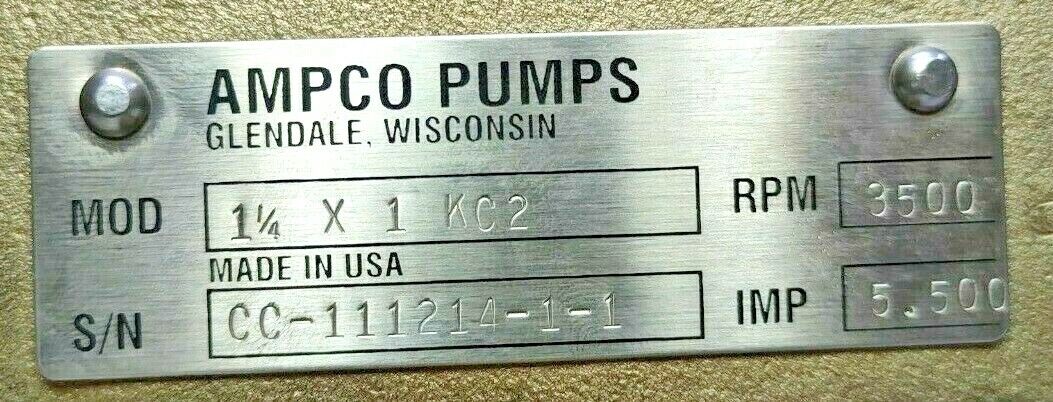 AMPCO PUMPS
GLENDALE, WISCONSIN
MOD 1¼ X 1 KC2 RPM 3500
MADE IN USA
S/N CC-111214-1-1 IMP 5.500